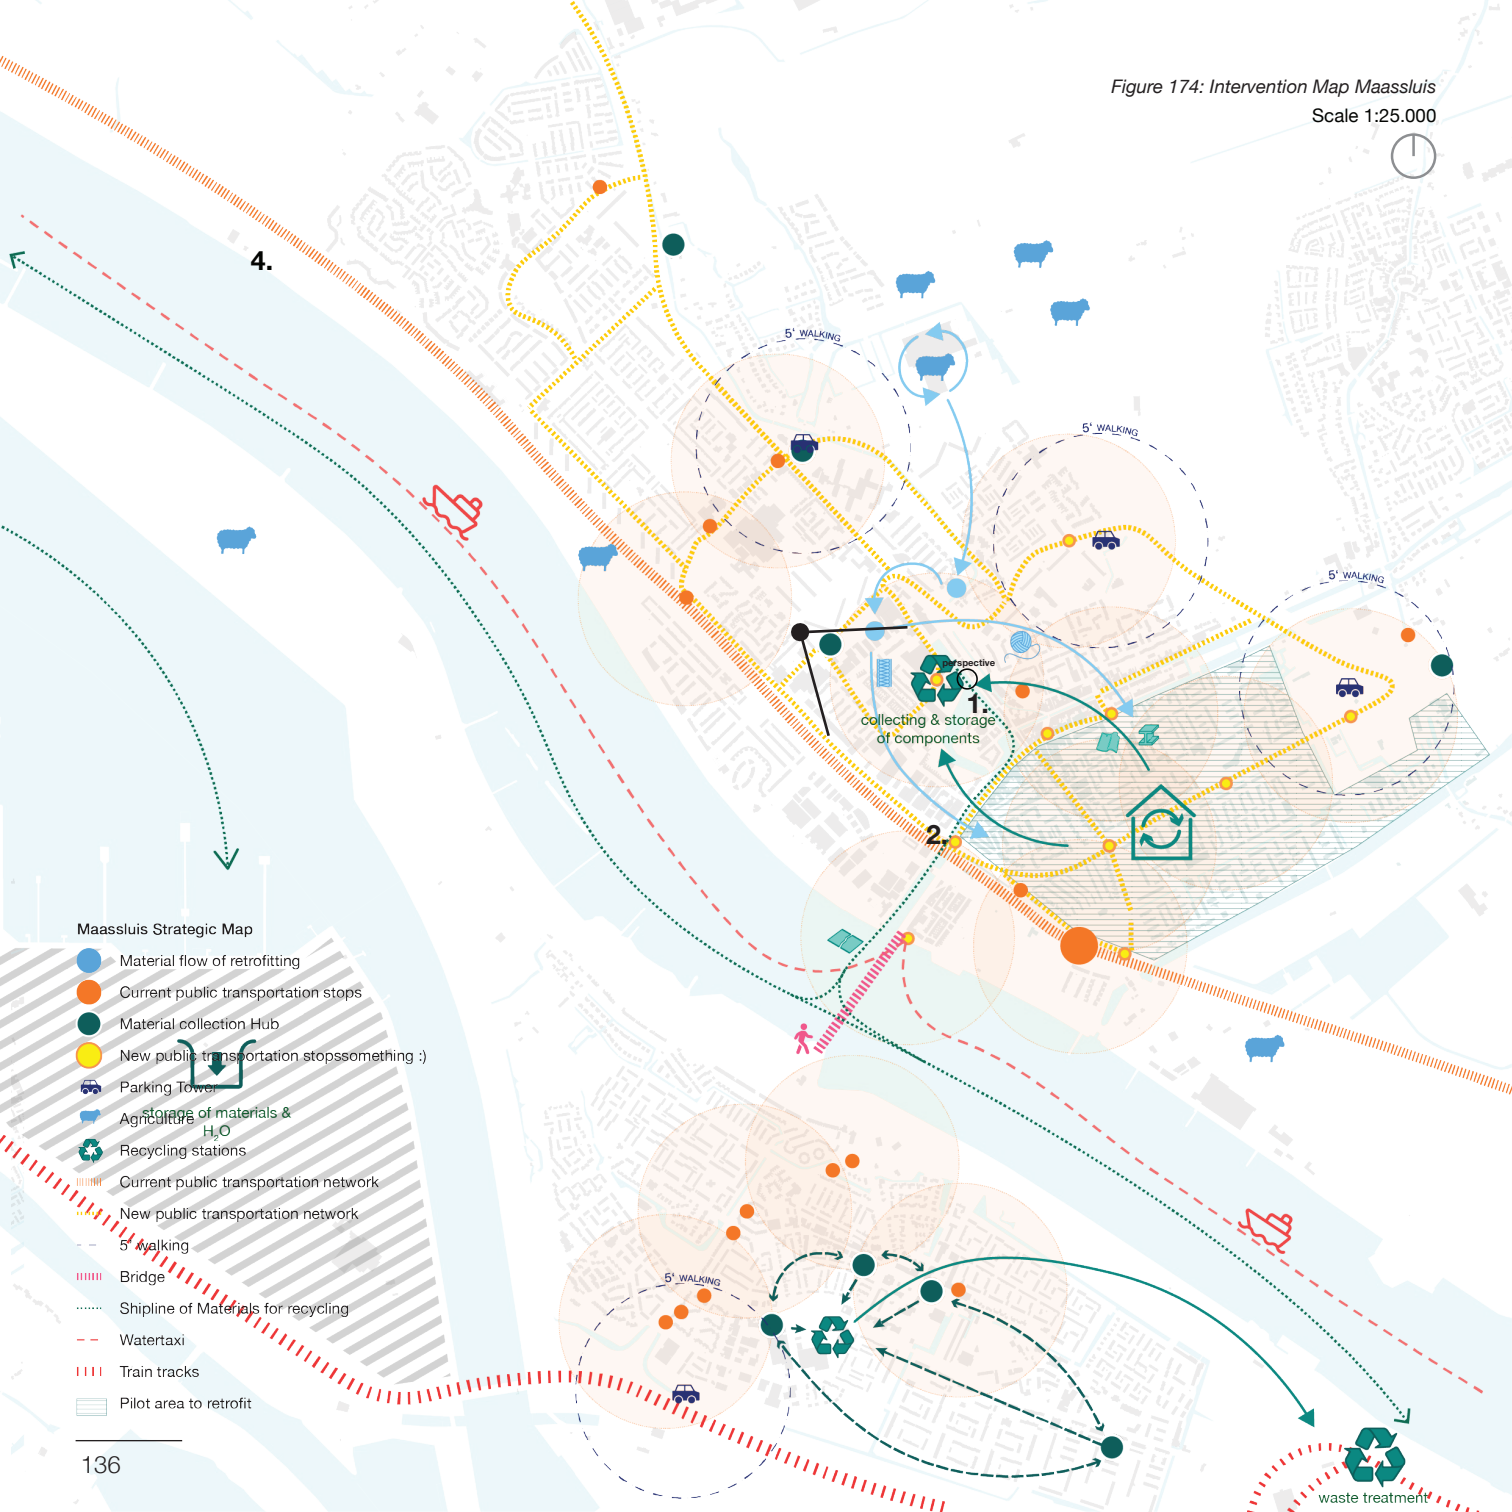 Figure 174: Intervention Map Maassluis
Scale 1:25.000
4.
5' WALKING
5' WALKING
5' WALKING
perspective
1.
collecting & storage
of components
2.
Maassluis Strategic Map
Material flow of retrofitting
Current public transportation stops
Material collection Hub
New public transportation stopssomething :)
Parking Tower
Agriculture
storage of materials &
H2O
Recycling stations
Current public transportation network
New public transportation network
5' walking
Bridge
Shipline of Materials for recycling
Watertaxi
Train tracks
Pilot area to retrofit
5' WALKING
136
waste treatment